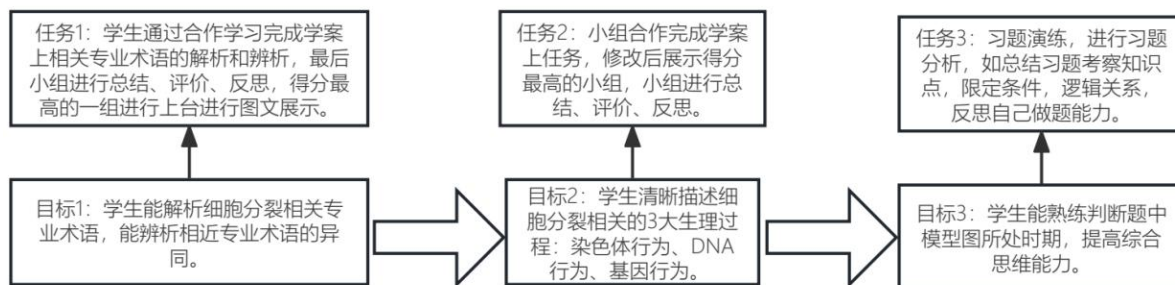 任务1：学生通过合作学习完成学案
上相关专业术语的解析和辨析，最后
小组进行总结、评价、反思，得分最
高的一组进行上台进行图文展示。
任务2：小组合作完成学案
上任务，修改后展示得分
最高的小组，小组进行总
结、评价、反思。
任务3：习题演练，进行习题
分析，如总结习题考察知识
点，限定条件，逻辑关系，
反思自己做题能力。
目标1：学生能解析细胞分裂相关专
业术语，能辨析相近专业术语的异
同。
目标2：学生清晰描述细
胞分裂相关的3大生理过
程：染色体行为、DNA
行为、基因行为。
目标3：学生能熟练判断题中
模型图所处时期，提高综合
思维能力。